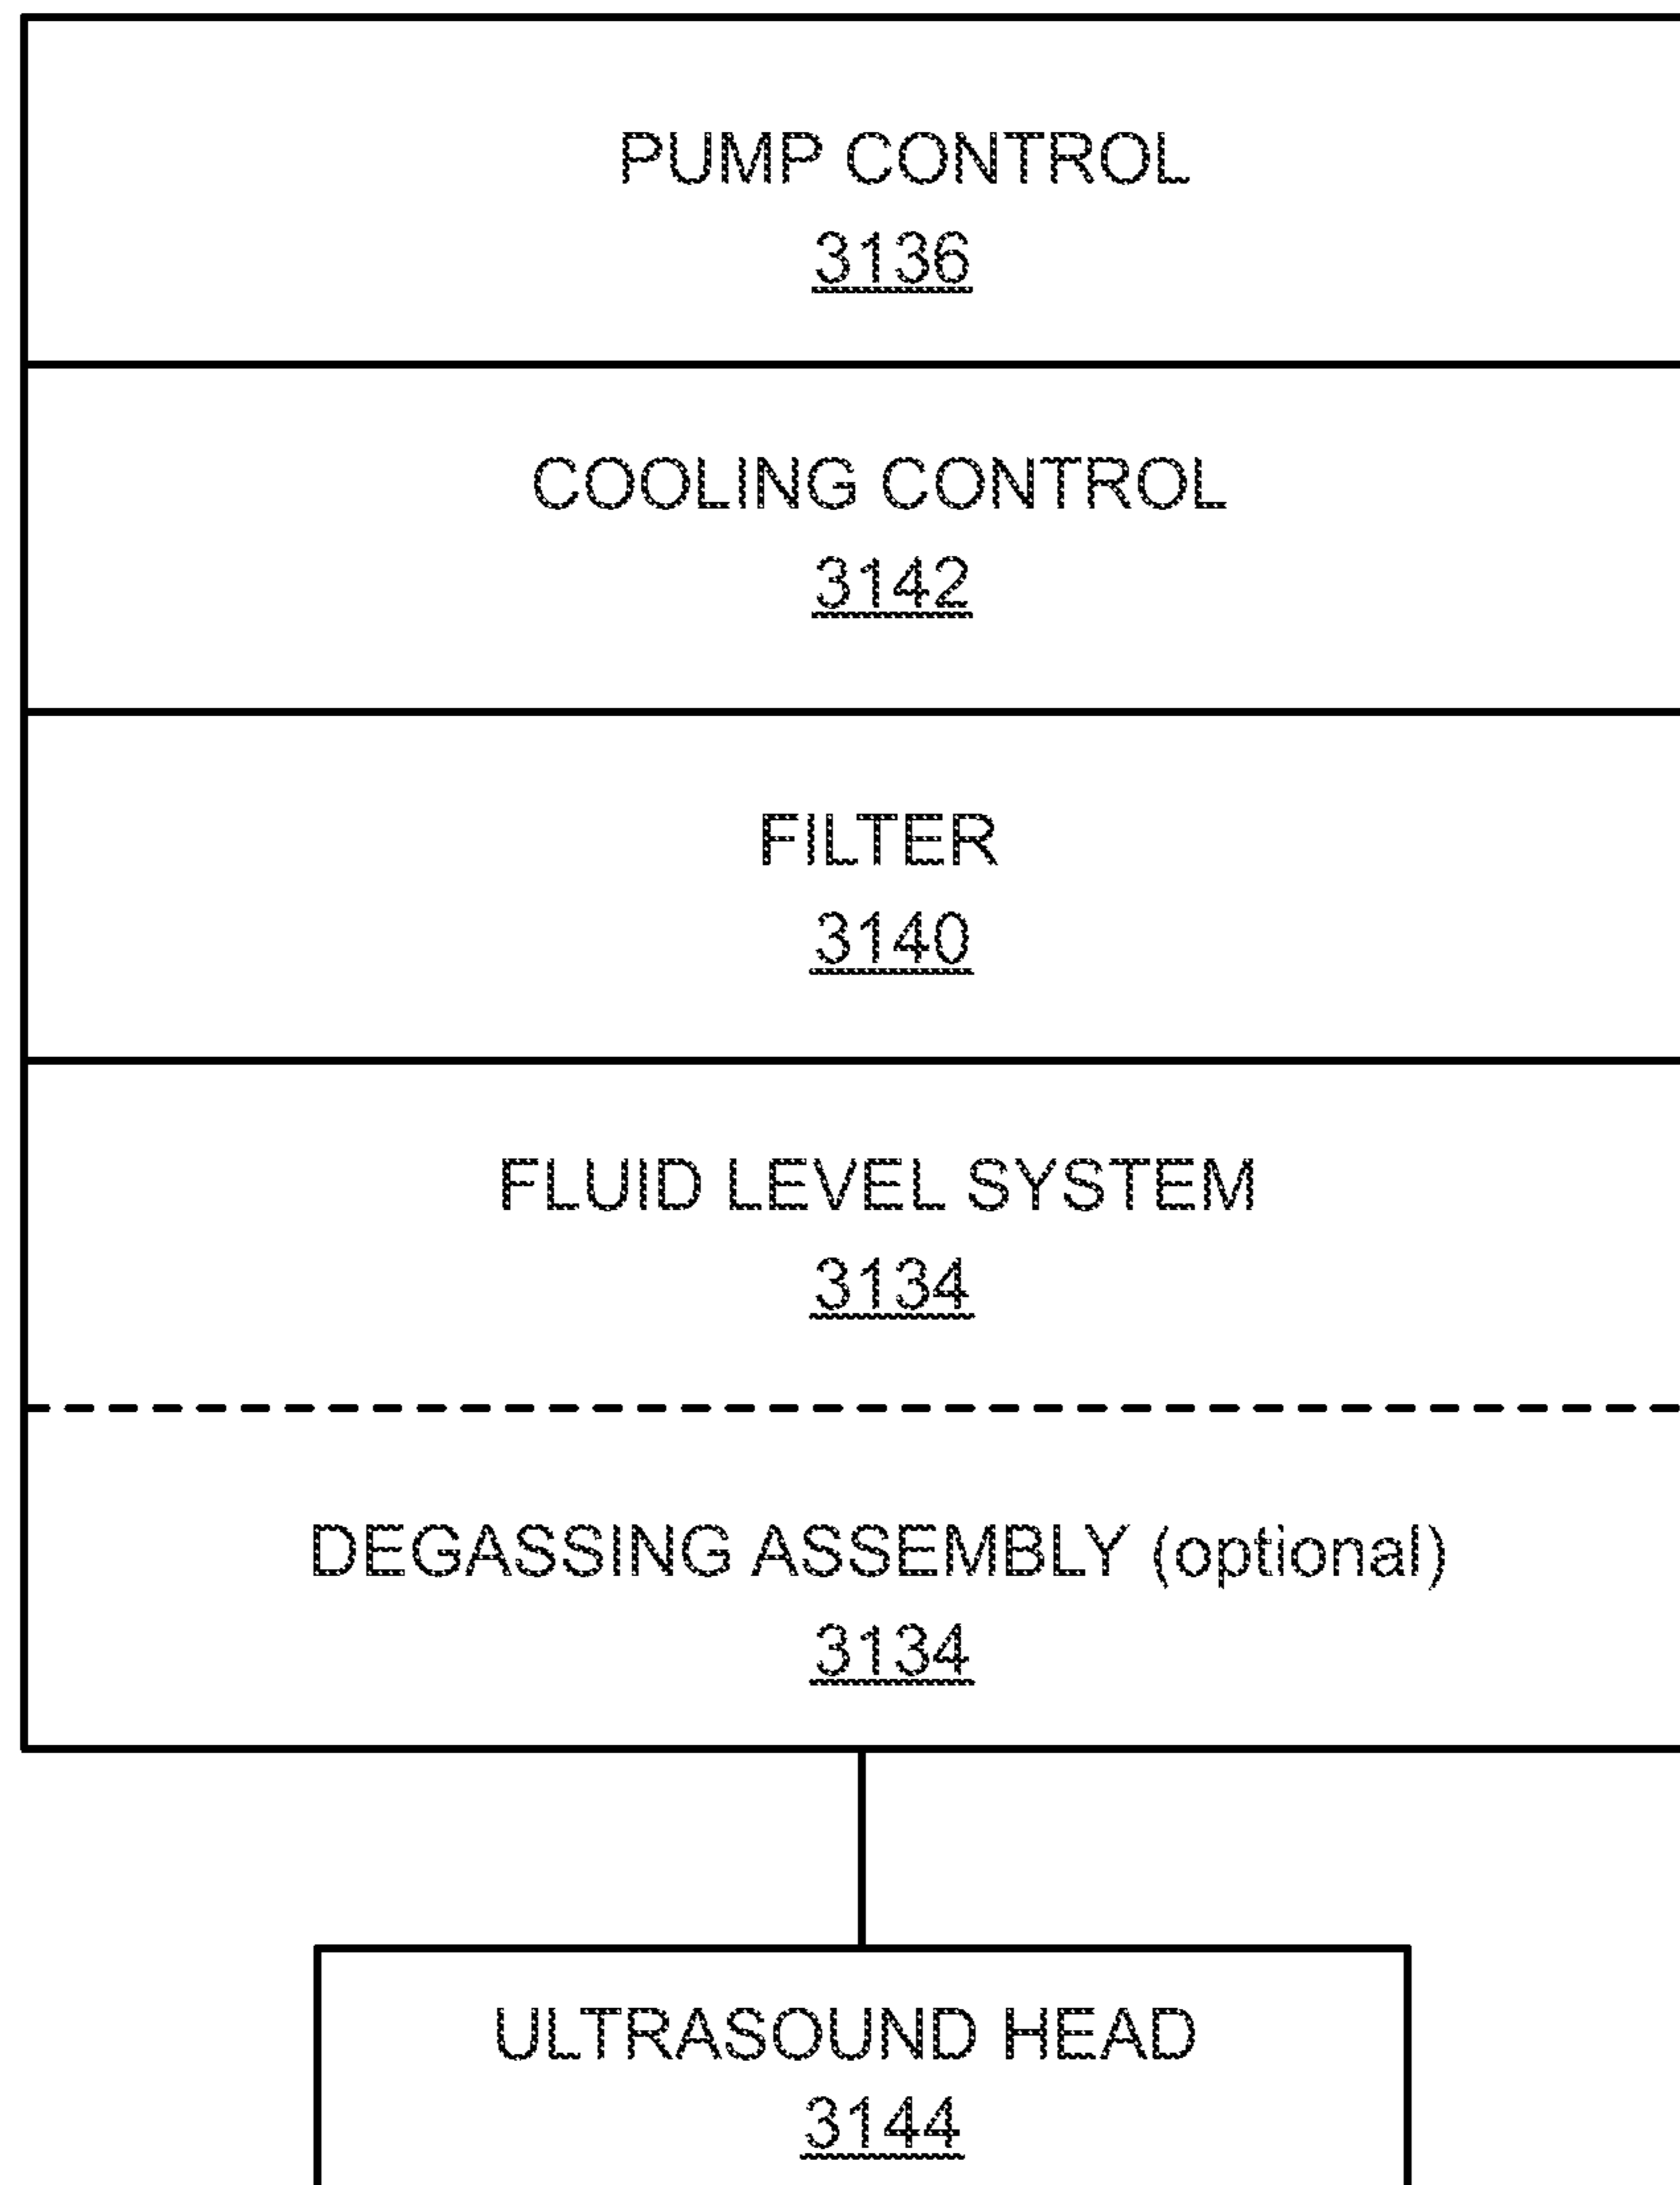 PUMP CONTROL
3136
COOLING CONTROL
3142
FILTER
3140
FLUID LEVEL SYSTEM
3134
DEGASSING ASSEMBLY (optional)
3134
ULTRASOUND HEAD
3144